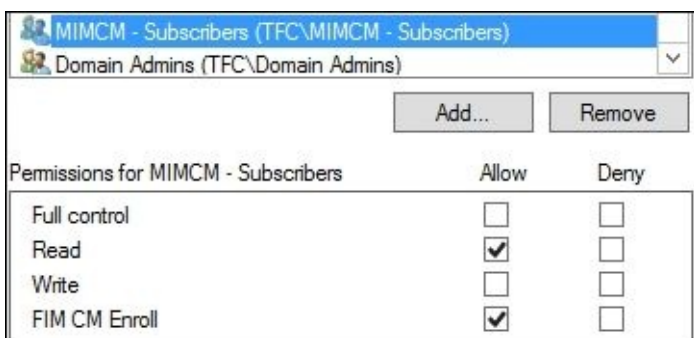 MIMCM - Subscribers (TFC\MIMCM - Subscribers)
Domain Admins (TFC\Domain Admins)
Add... Remove
Permissions for MIMCM - Subscribers Allow Deny
Full control
Read
Write
FIM CM Enroll